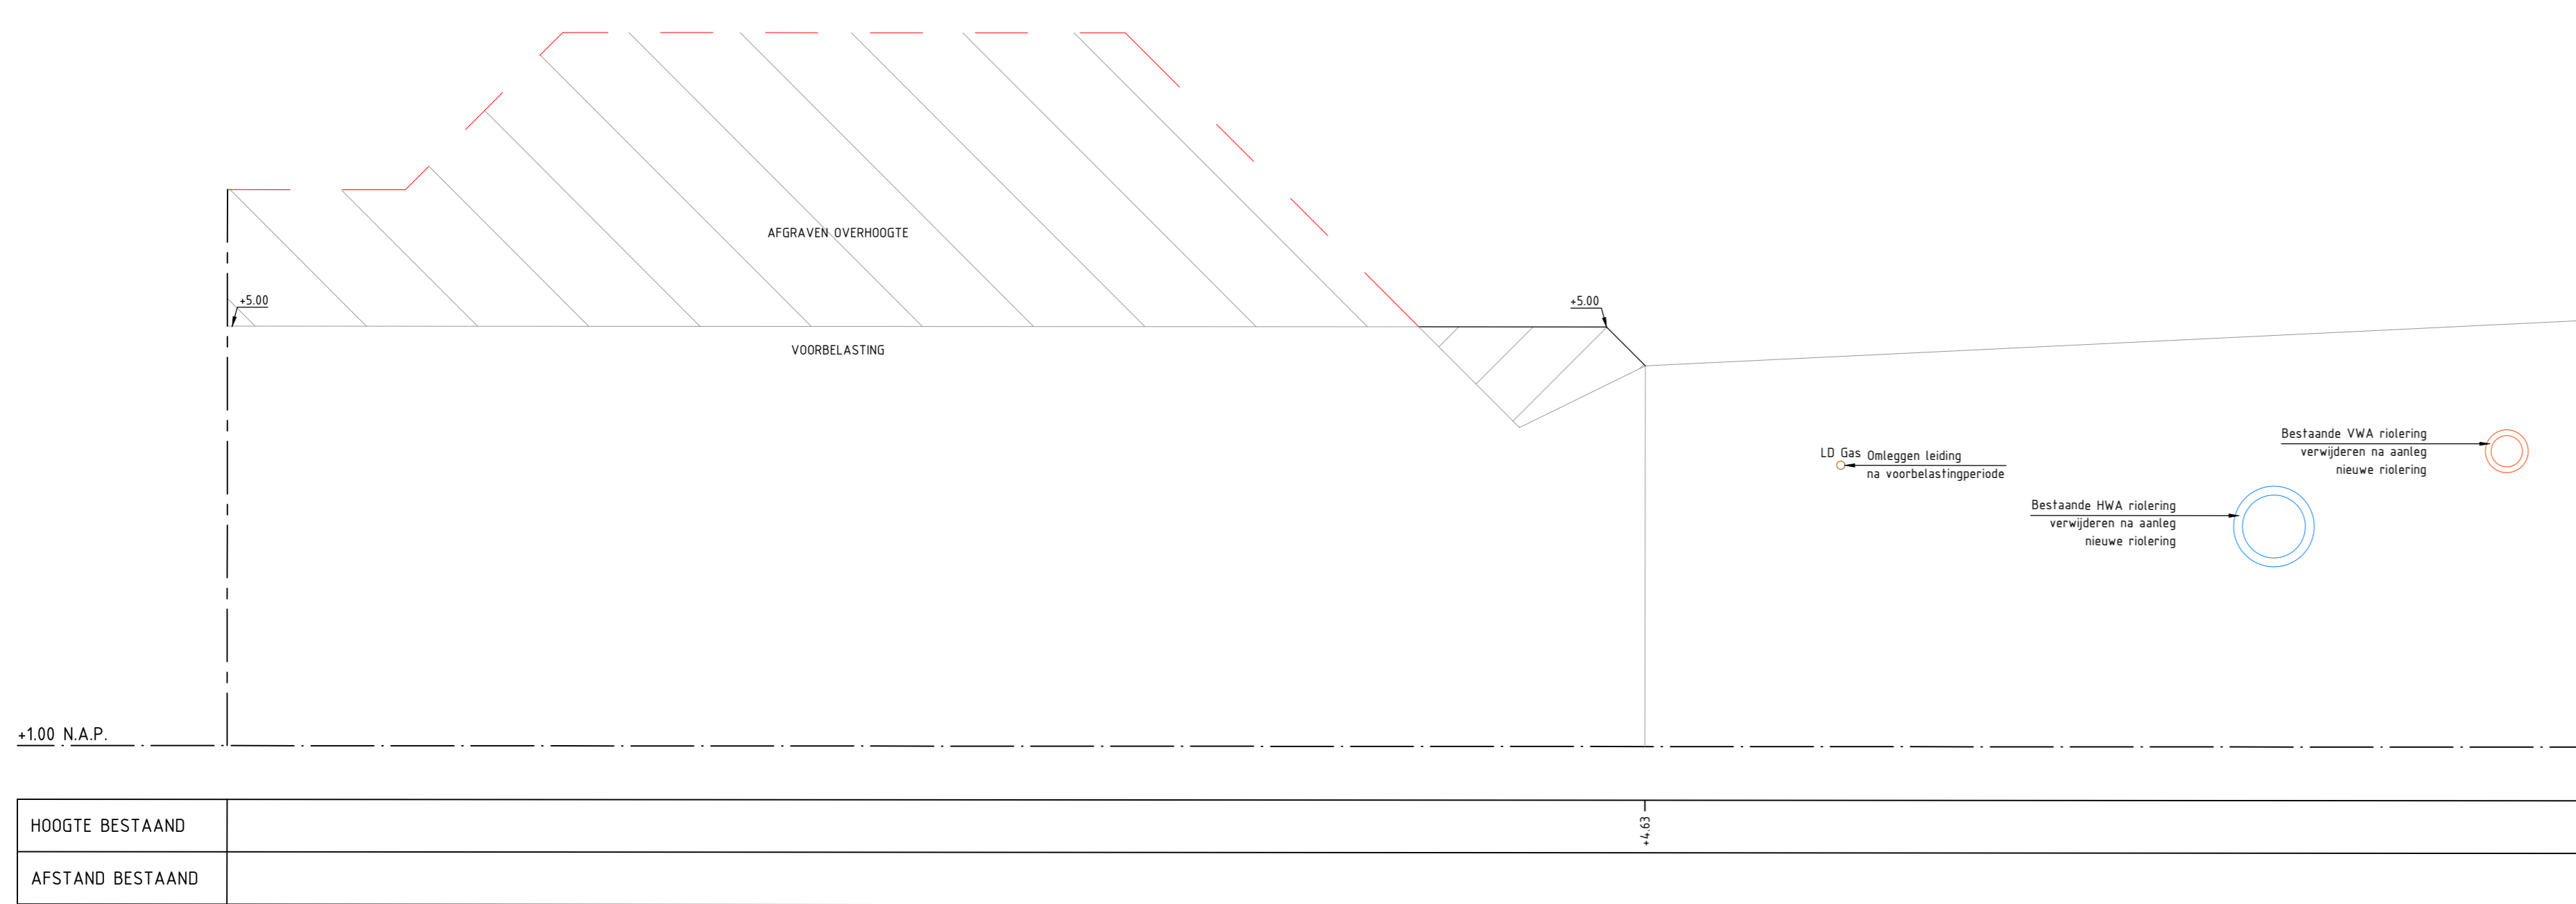 AFGRAVEN OVERHOOGTE
+5.00
+5.00
VOORBELASTING
Bestaande VWA riolering
verwijderen na aanleg
nieuwe riolering
LD Gas
Omleggen leiding
na voorbelastingperiode
Bestaande HWA riolering
verwijderen na aanleg
nieuwe riolering
+1.00 N.A.P.
HOOGTE BESTAAND
+4.63
AFSTAND BESTAAND